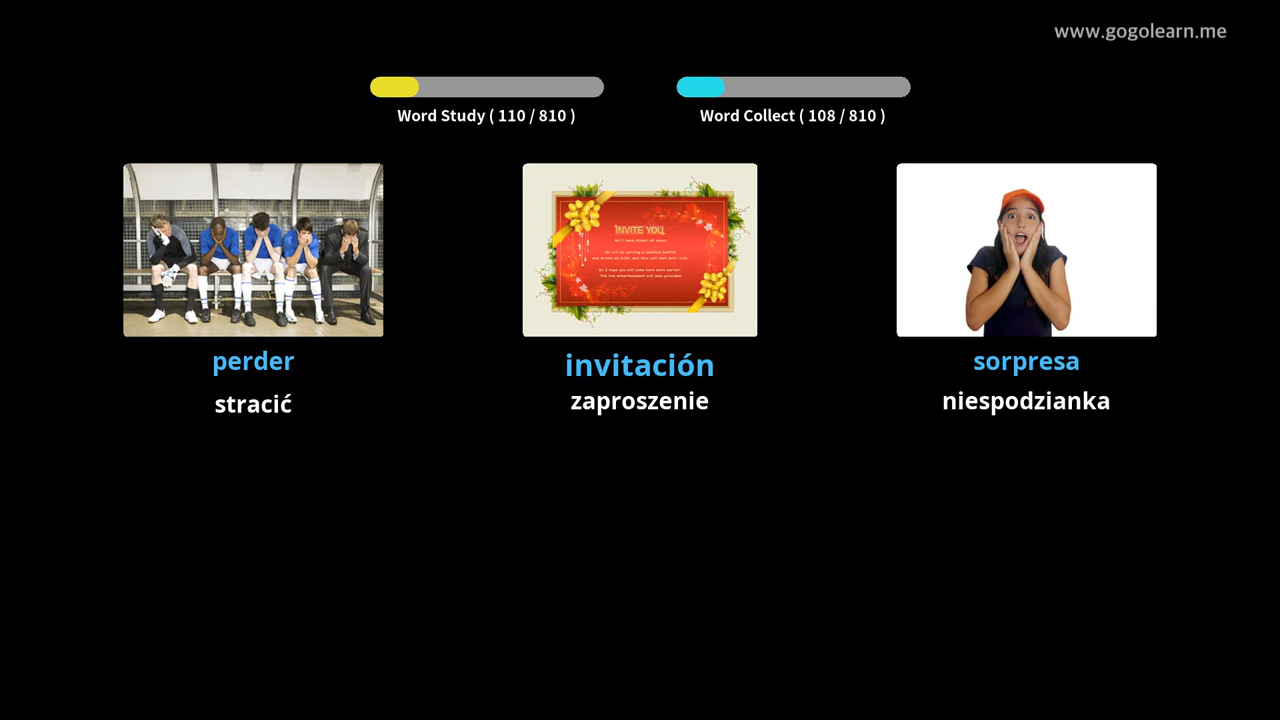 www.gogolearn.me
Word Study ( 110 / 810 )
Word Collect ( 108 / 810 )
INVITE YOU
perder
invitación
sorpresa
stracić
zaproszenie
niespodzianka